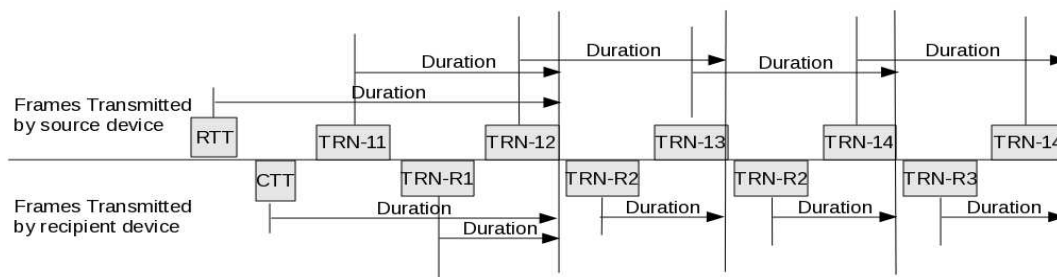 Duration
Duration
Duration
Duration
Duration
Duration
Frames Transmitted
by source device
RTT
TRN-11
TRN-12
TRN-13
TRN-14
TRN-14
CTT
TRN-R1
TRN-R2
TRN-R2
TRN-R3
Frames Transmitted
by recipient device
Duration
Duration
Duration
Duration
Duration